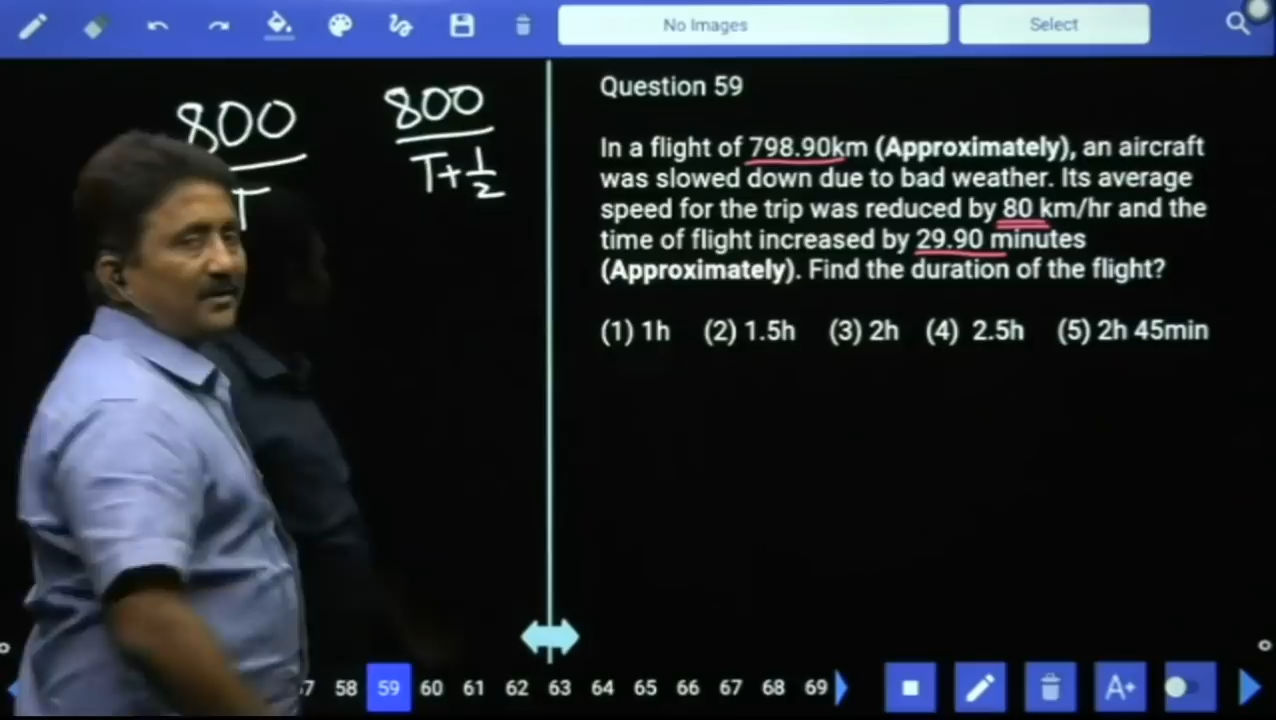 No Images
Select
800
T
800
T+1/2
Question 59
In a flight of 798.90km (Approximately), an aircraft
was slowed down due to bad weather. Its average
speed for the trip was reduced by 80 km/hr and the
time of flight increased by 29.90 minutes
(Approximately). Find the duration of the flight?
(1) 1h (2) 1.5h (3) 2h (4) 2.5h (5) 2h 45min
58 59 60 61 62 63 64 65 66 67 68 69
A+